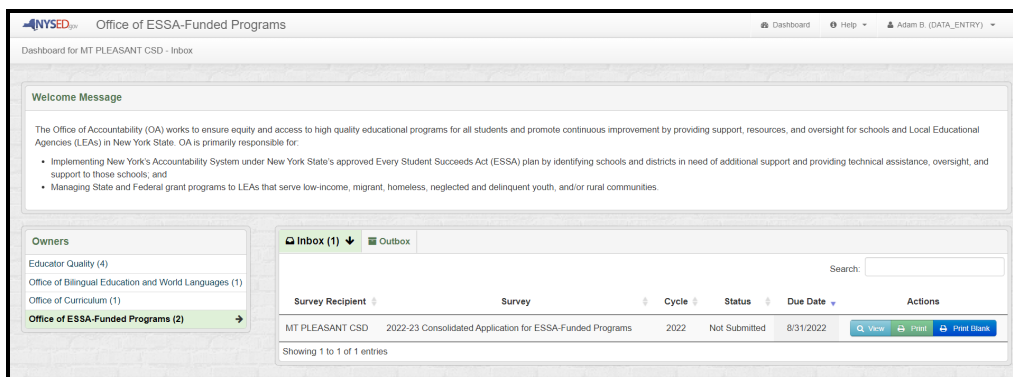 NYSED.gov Office of ESSA-Funded Programs Dashboard Help Adam B. (DATA_ENTRY)
Dashboard for MT PLEASANT CSD - Inbox
Welcome Message
The Office of Accountability (OA) works to ensure equity and access to high quality educational programs for all students and promote continuous improvement by providing support, resources, and oversight for schools and Local Educational
Agencies (LEAs) in New York State. OA is primarily responsible for:
• Implementing New York's Accountability System under New York State's approved Every Student Succeeds Act (ESSA) plan by identifying schools and districts in need of additional support and providing technical assistance, oversight, and
support to those schools; and
• Managing State and Federal grant programs to LEAs that serve low-income, migrant, homeless, neglected and delinquent youth, and/or rural communities.
Owners
Educator Quality (4)
Office of Bilingual Education and World Languages (1)
Office of Curriculum (1)
Office of ESSA-Funded Programs (2)
Inbox (1) Outbox
Search:
Survey Recipient Survey Cycle Status Due Date Actions
MT PLEASANT CSD 2022-23 Consolidated Application for ESSA-Funded Programs 2022 Not Submitted 8/31/2022 View Print Print Blank
Showing 1 to 1 of 1 entries